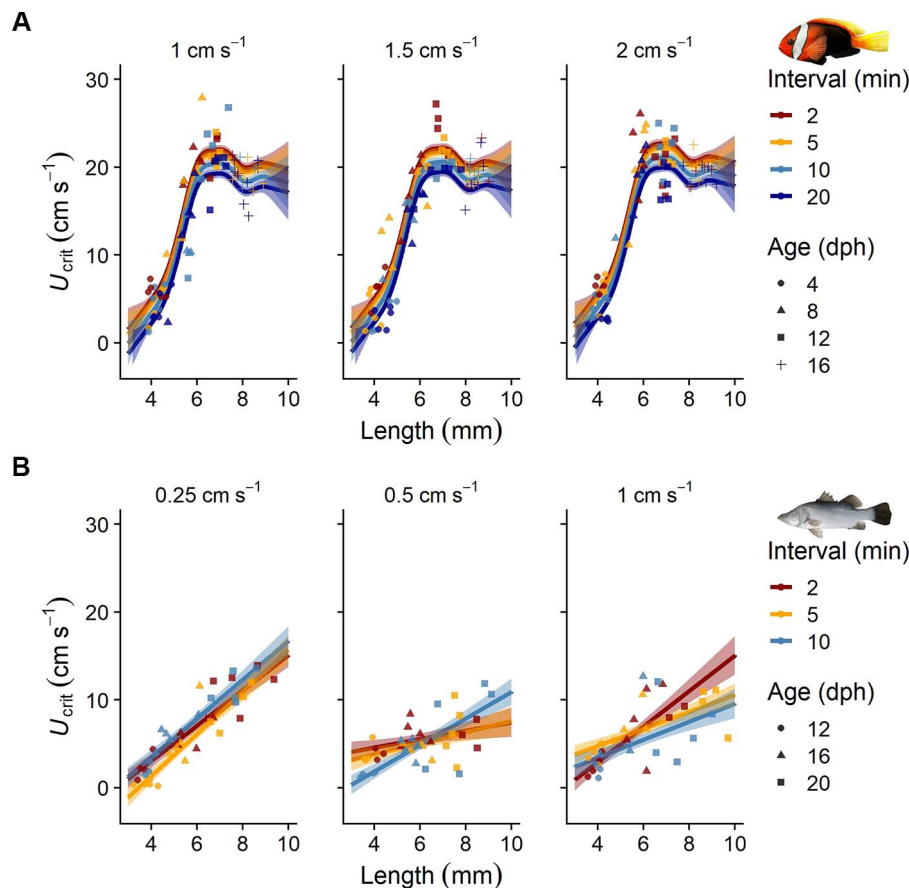 A
1 cm s⁻¹
1.5 cm s⁻¹
2 cm s⁻¹
Interval (min)
2
5
10
20
Age (dph)
4
8
12
16
30
20
10
0
U_crit (cm s⁻¹)
4 6 8 10
4 6 8 10
4 6 8 10
Length (mm)
B
0.25 cm s⁻¹
0.5 cm s⁻¹
1 cm s⁻¹
Interval (min)
2
5
10
Age (dph)
12
16
20
30
20
10
0
U_crit (cm s⁻¹)
4 6 8 10
4 6 8 10
4 6 8 10
Length (mm)